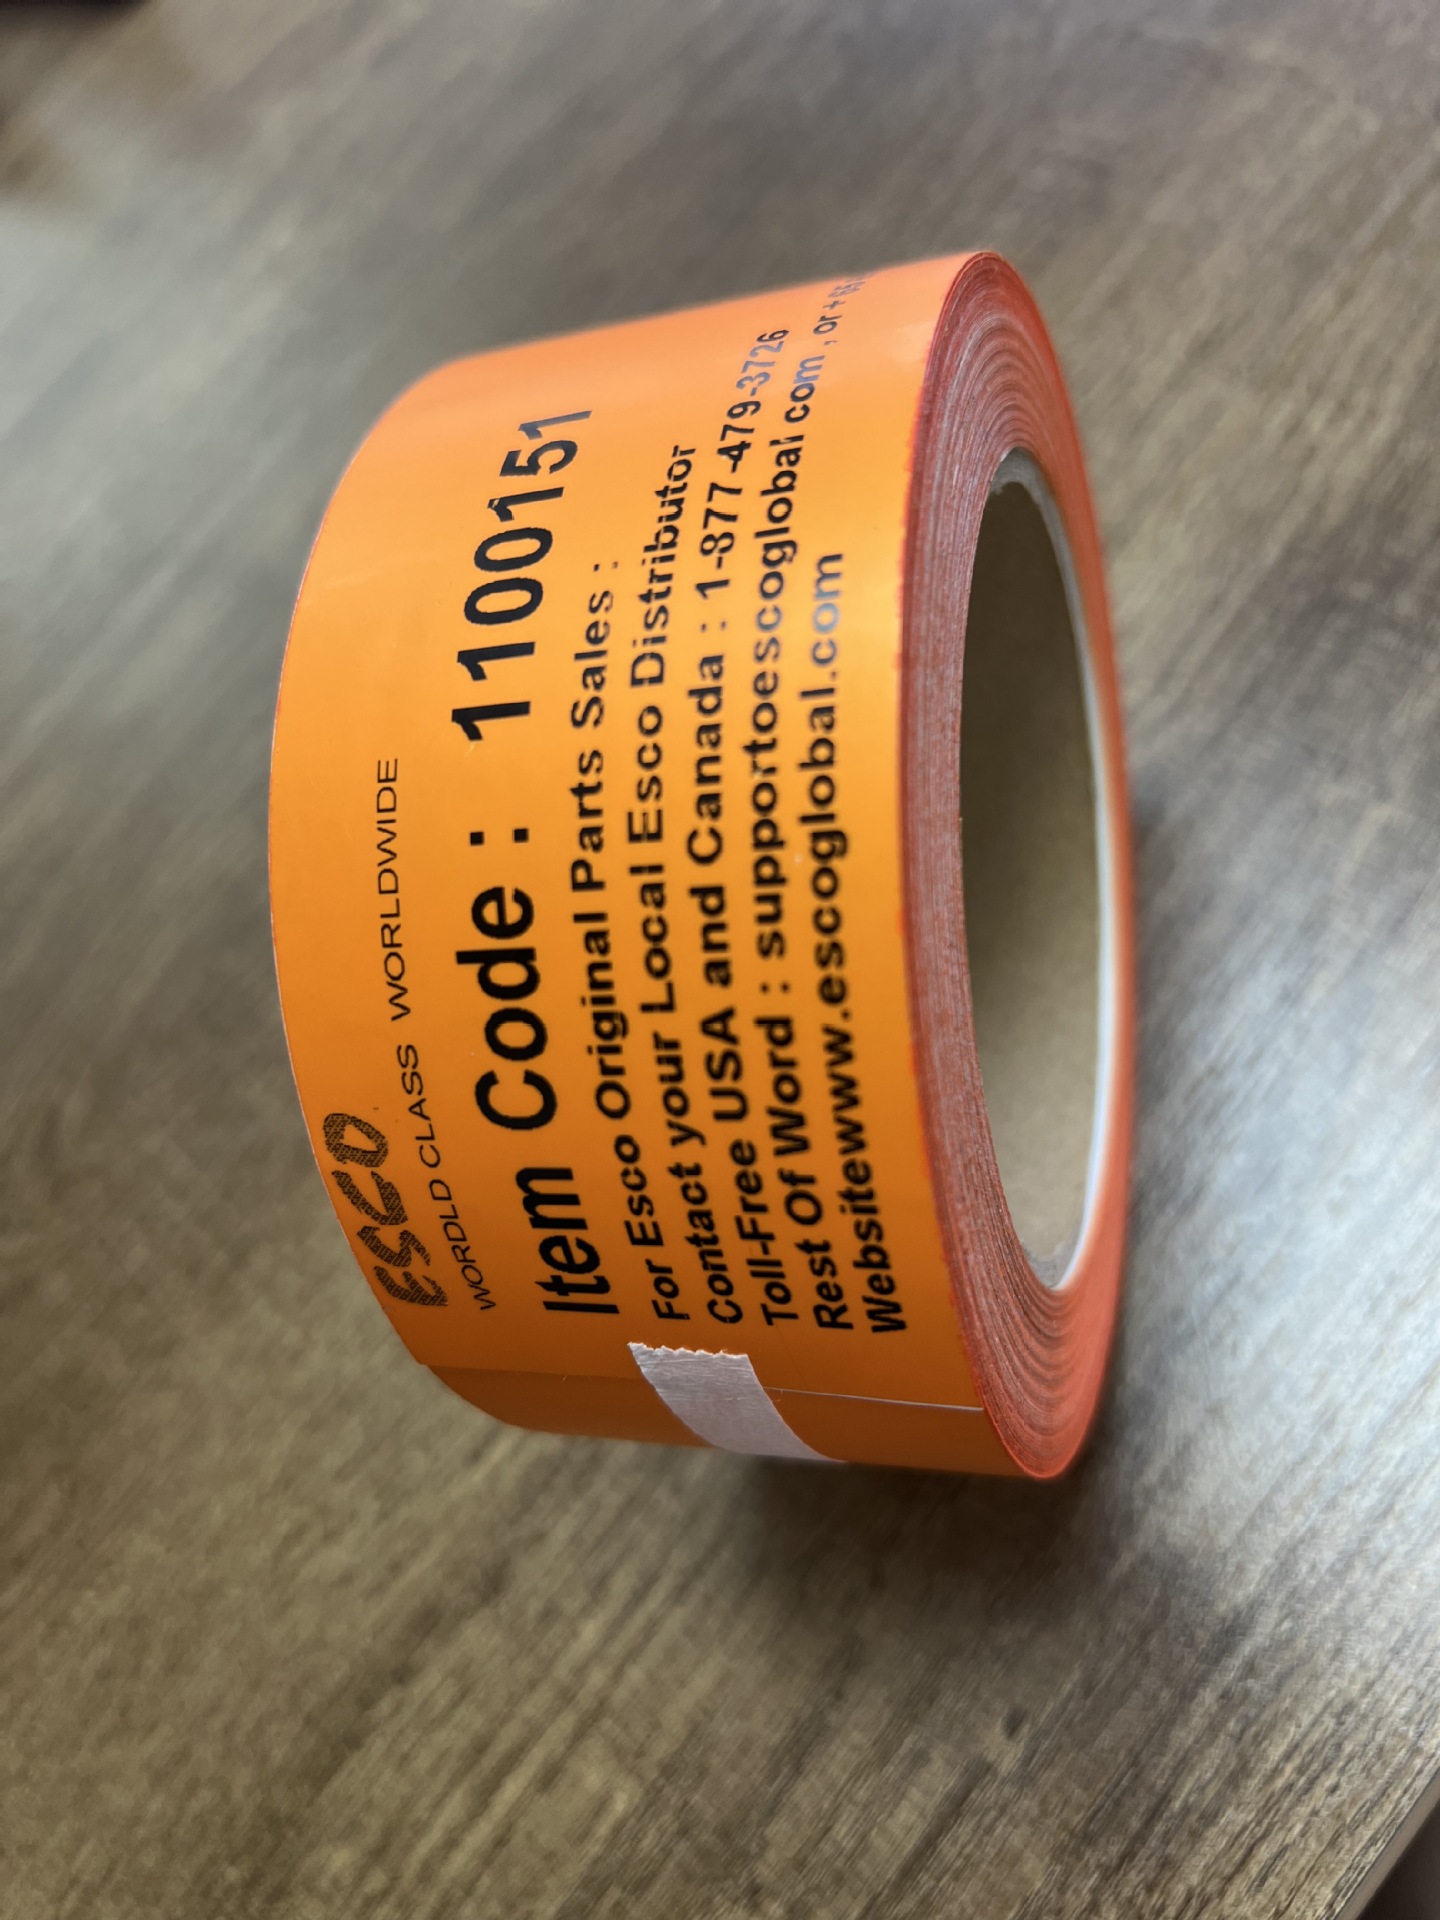 esco
WORDLD CLASS WORLDWIDE
Item Code : 1100151
For Esco Original Parts Sales :
Contact your Local Esco Distributor
Toll-Free USA and Canada : 1-877-479-3726
Rest Of Word : supportoescoglobal com , or +65
Websitewww.escoglobal.com